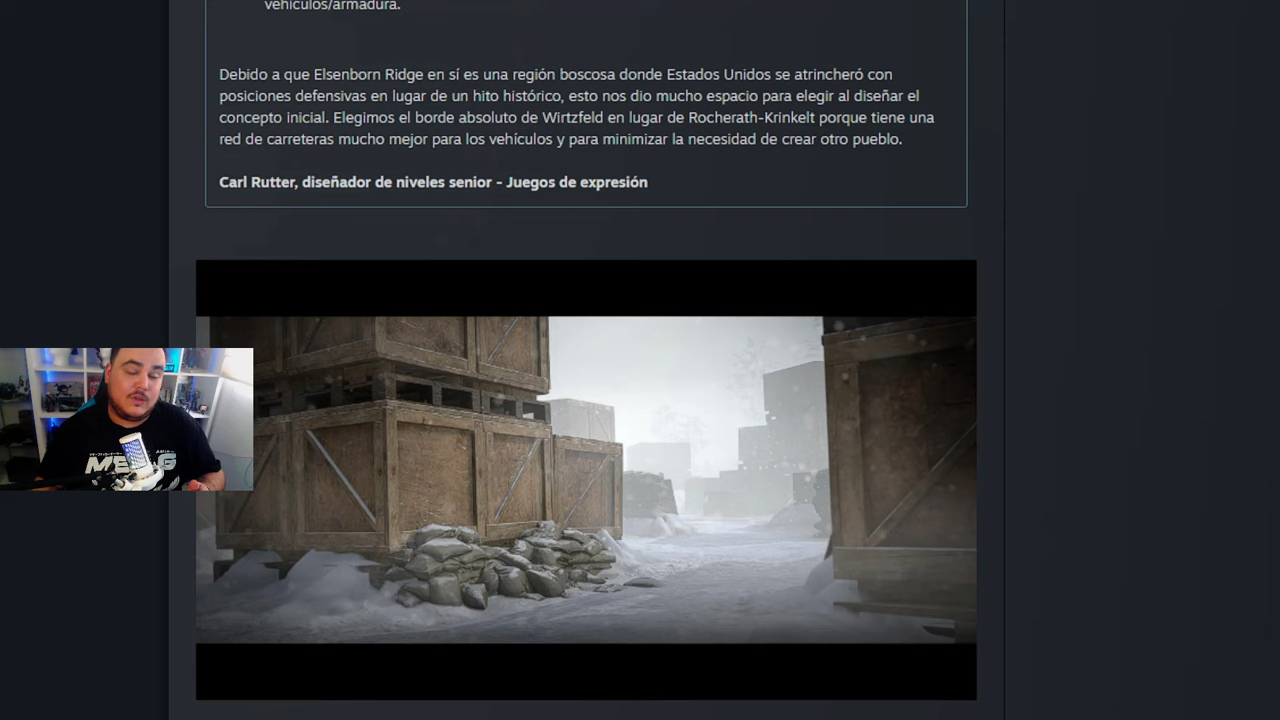 vehículos/armadura.
Debido a que Elsenborn Ridge en sí es una región boscosa donde Estados Unidos se atrincheró con
posiciones defensivas en lugar de un hito histórico, esto nos dio mucho espacio para elegir al diseñar el
concepto inicial. Elegimos el borde absoluto de Wirtzfeld en lugar de Rocherath-Krinkelt porque tiene una
red de carreteras mucho mejor para los vehículos y para minimizar la necesidad de crear otro pueblo.
Carl Rutter, diseñador de niveles senior - Juegos de expresión